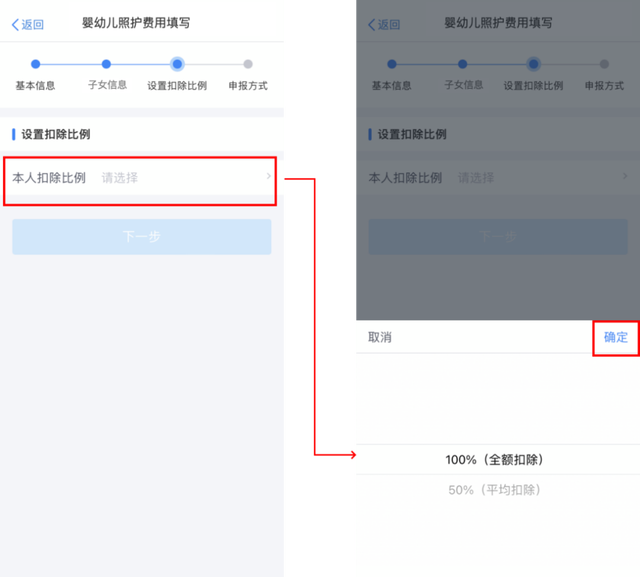 返回
婴幼儿照护费用填写
基本信息
子女信息
设置扣除比例
申报方式
设置扣除比例
本人扣除比例 请选择
下一步
返回
婴幼儿照护费用填写
基本信息
子女信息
设置扣除比例
申报方式
设置扣除比例
本人扣除比例 请选择
下一步
取消
确定
100%（全额扣除）
50%（平均扣除）